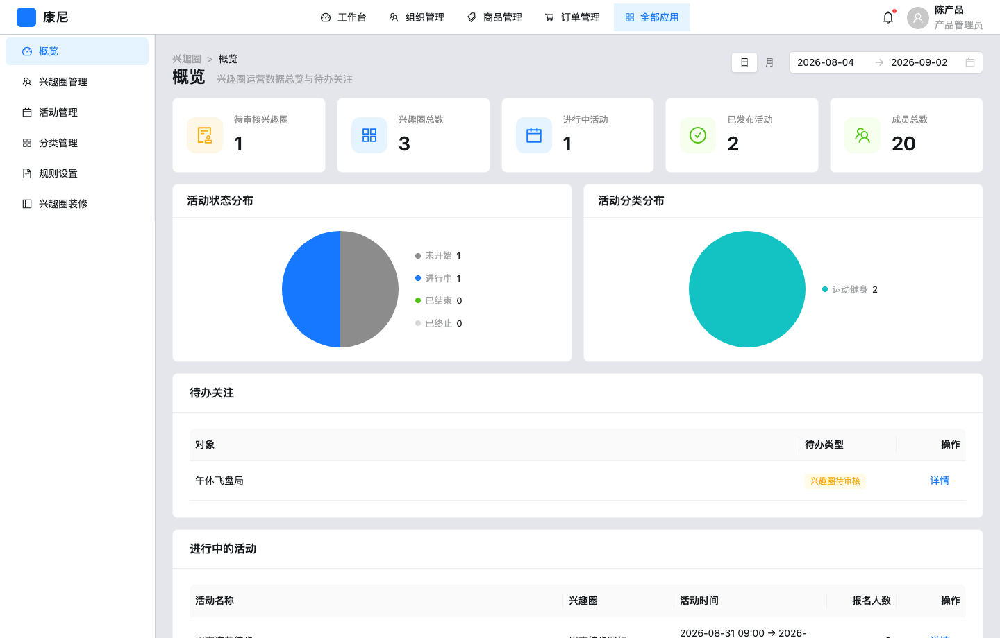 康尼
工作台 组织管理 商品管理 订单管理 全部应用
陈产品
产品管理员
概览
兴趣圈管理
活动管理
分类管理
规则设置
兴趣圈装修
兴趣圈 > 概览
概览 兴趣圈运营数据总览与待办关注
日 月 2026-08-04 → 2026-09-02
待审核兴趣圈
1
兴趣圈总数
3
进行中活动
1
已发布活动
2
成员总数
20
活动状态分布
未开始 1
进行中 1
已结束 0
已终止 0
活动分类分布
运动健身 2
待办关注
对象 待办类型 操作
午休飞盘局 兴趣圈待审核 详情
进行中的活动
活动名称 兴趣圈 活动时间 报名人数 操作
2026-08-31 09:00 → 2026-